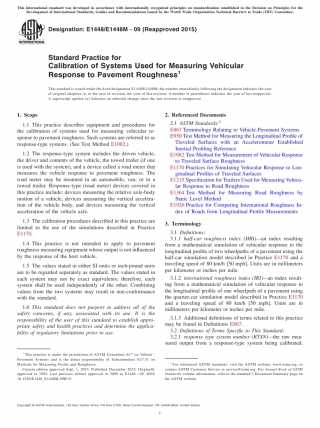 This international standard was developed in accordance with internationally recognized principles on standardization established in the Decision on Principles for the
Development of International Standards, Guides and Recommendations issued by the World Trade Organization Technical Barriers to Trade (TBT) Committee.
Designation: E1448/E1448M − 09 (Reapproved 2015)
Standard Practice for
Calibration of Systems Used for Measuring Vehicular
Response to Pavement Roughness1
This standard is issued under the fixed designation E1448/E1448M; the number immediately following the designation indicates the year
of original adoption or, in the case of revision, the year of last revision. A number in parentheses indicates the year of last reapproval.
A superscript epsilon (ε) indicates an editorial change since the last revision or reapproval.
1. Scope
1.1 This practice describes equipment and procedures for
the calibration of systems used for measuring vehicular re-
sponse to pavement roughness. Such systems are referred to as
response-type systems. (See Test Method E1082.)
1.2 The response-type system includes the driven vehicle,
the driver and contents of the vehicle, the towed trailer (if one
is used with the system), and a device called a road meter that
measures the vehicle response to pavement roughness. The
road meter may be mounted in an automobile, van, or in a
towed trailer. Response-type (road meter) devices covered in
this practice include: devices measuring the relative axle-body
motion of a vehicle, devices measuring the vertical accelera-
tion of the vehicle body, and devices measuring the vertical
acceleration of the vehicle axle.
1.3 The calibration procedures described in this practice are
limited to the use of the simulations described in Practice
E1170.
1.4 This practice is not intended to apply to pavement
roughness measuring equipment whose output is not influenced
by the response of the host vehicle.
1.5 The values stated in either SI units or inch-pound units
are to be regarded separately as standard. The values stated in
each system may not be exact equivalents; therefore, each
system shall be used independently of the other. Combining
values from the two systems may result in non-conformance
with the standard.
1.6 This standard does not purport to address all of the
safety concerns, if any, associated with its use. It is the
responsibility of the user of this standard to establish appro-
priate safety and health practices and determine the applica-
bility of regulatory limitations prior to use.
1 This practice is under the jurisdiction of ASTM Committee E17 on Vehicle -
Pavement Systems and is the direct responsibility of Subcommittee E17.31 on
Methods for Measuring Profile and Roughness.
Current edition approved Sept. 1, 2015. Published December 2015. Originally
approved in 1992. Last previous edition approved in 2009 as E1448 – 09. DOI:
10.1520/E1448_E1448M-09R15.
2. Referenced Documents
2.1 ASTM Standards:2
E867 Terminology Relating to Vehicle-Pavement Systems
E950 Test Method for Measuring the Longitudinal Profile of
Traveled Surfaces with an Accelerometer Established
Inertial Profiling Reference
E1082 Test Method for Measurement of Vehicular Response
to Traveled Surface Roughness
E1170 Practices for Simulating Vehicular Response to Lon-
gitudinal Profiles of Traveled Surfaces
E1215 Specification for Trailers Used for Measuring Vehicu-
lar Response to Road Roughness
E1364 Test Method for Measuring Road Roughness by
Static Level Method
E1926 Practice for Computing International Roughness In-
dex of Roads from Longitudinal Profile Measurements
3. Terminology
3.1 Definitions:
3.1.1 half-car roughness index (HRI)—an index resulting
from a mathematical simulation of vehicular response to the
longitudinal profile of two wheelpaths of a pavement using the
half-car simulation model described in Practice E1170 and a
traveling speed of 80 km/h [50 mph]. Units are in millimeters
per kilometer or inches per mile.
3.1.2 international roughness index (IRI)—an index result-
ing from a mathematical simulation of vehicular response to
the longitudinal profile of one wheelpath of a pavement using
the quarter-car simulation model described in Practice E1170
and a traveling speed of 80 km/h [50 mph]. Units are in
millimeters per kilometer or inches per mile.
3.1.3 Additional definitions of terms related to this practice
may be found in Definitions E867.
3.2 Definitions of Terms Specific to This Standard:
3.2.1 response type system number (RTSN)—the raw mea-
sured output from a response-type system being calibrated.
2 For referenced ASTM standards, visit the ASTM website, www.astm.org, or
contact ASTM Customer Service at service@astm.org. For Annual Book of ASTM
Standards volume information, refer to the standard's Document Summary page on
the ASTM website.
Copyright © ASTM International, 100 Barr Harbor Drive, PO Box C700, West Conshohocken, PA 19428-2959. United States
1